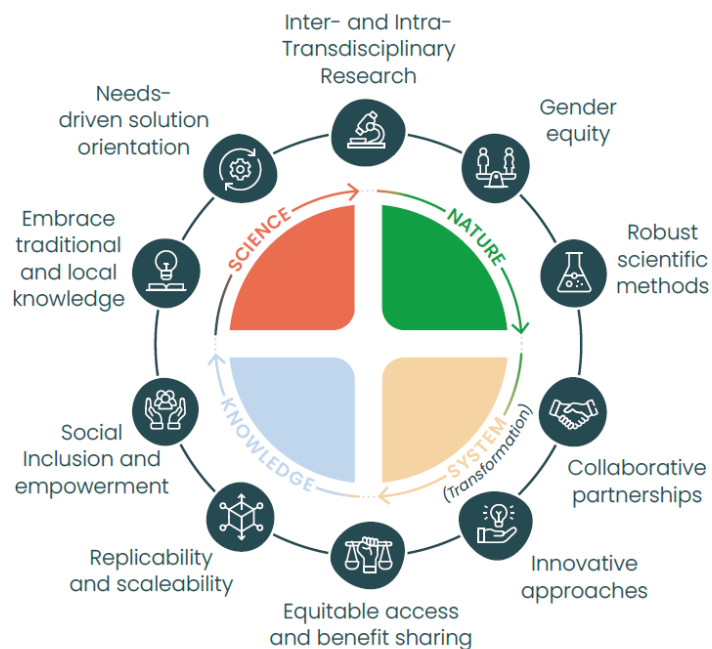 Inter- and Intra-
Transdisciplinary
Research
Needs-
driven solution
orientation
Gender
equity
Embrace
traditional
and local
knowledge
Robust
scientific
methods
SCIENCE
NATURE
KNOWLEDGE
SYSTEM
(Transformation)
Social
Inclusion and
empowerment
Collaborative
partnerships
Replicability
and scaleability
Innovative
approaches
Equitable access
and benefit sharing